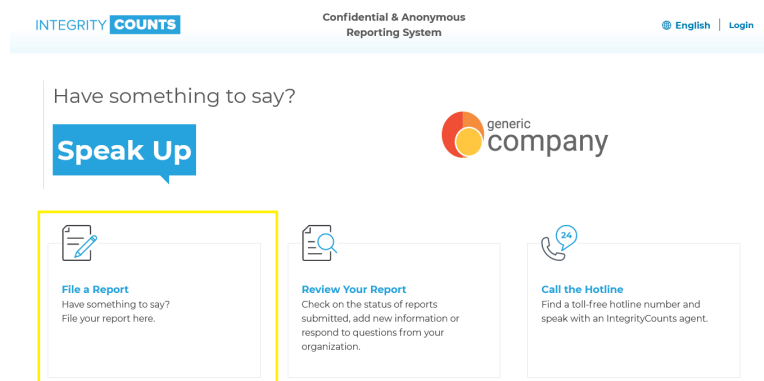 INTEGRITY COUNTS
Confidential & Anonymous
Reporting System
English
Login
Have something to say?
Speak Up
generic
company
24
File a Report
Have something to say?
File your report here.
Review Your Report
Check on the status of reports
submitted, add new information or
respond to questions from your
organization.
Call the Hotline
Find a toll-free hotline number and
speak with an IntegrityCounts agent.